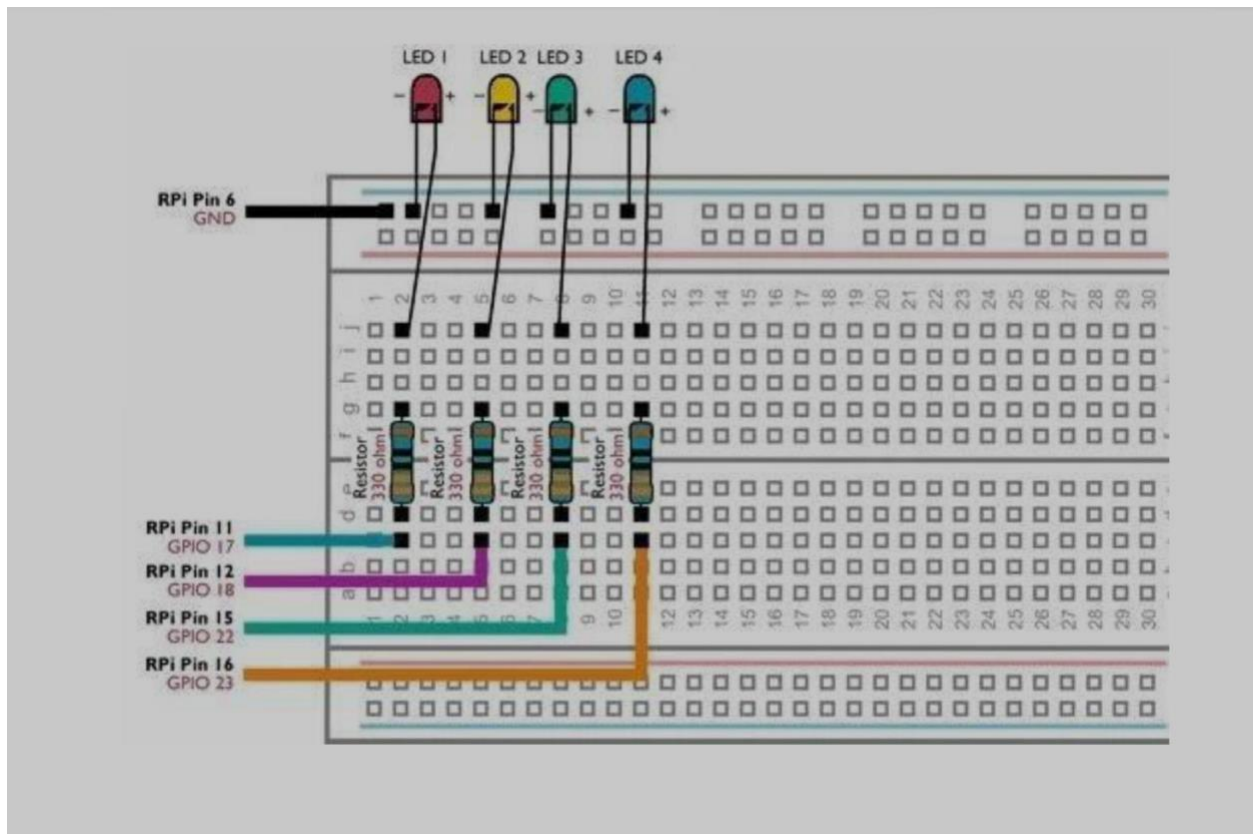 LED 1 LED 2 LED 3 LED 4
- + - + - + - +
RPi Pin 6
GND
1 2 3 4 5 6 7 8 9 10 11 12 13 14 15 16 17 18 19 20 21 22 23 24 25 26 27 28 29 30
j
i
h
g
f
Resistor
330 ohm
Resistor
330 ohm
Resistor
330 ohm
Resistor
330 ohm
e
d
RPi Pin 11
GPIO 17
RPi Pin 12
GPIO 18
b
a
RPi Pin 15
GPIO 22
1 2 3 4 5 6 7 9 10 12 13 14 15 16 17 18 19 20 21 22 23 24 25 26 27 28 29 30
RPi Pin 16
GPIO 23